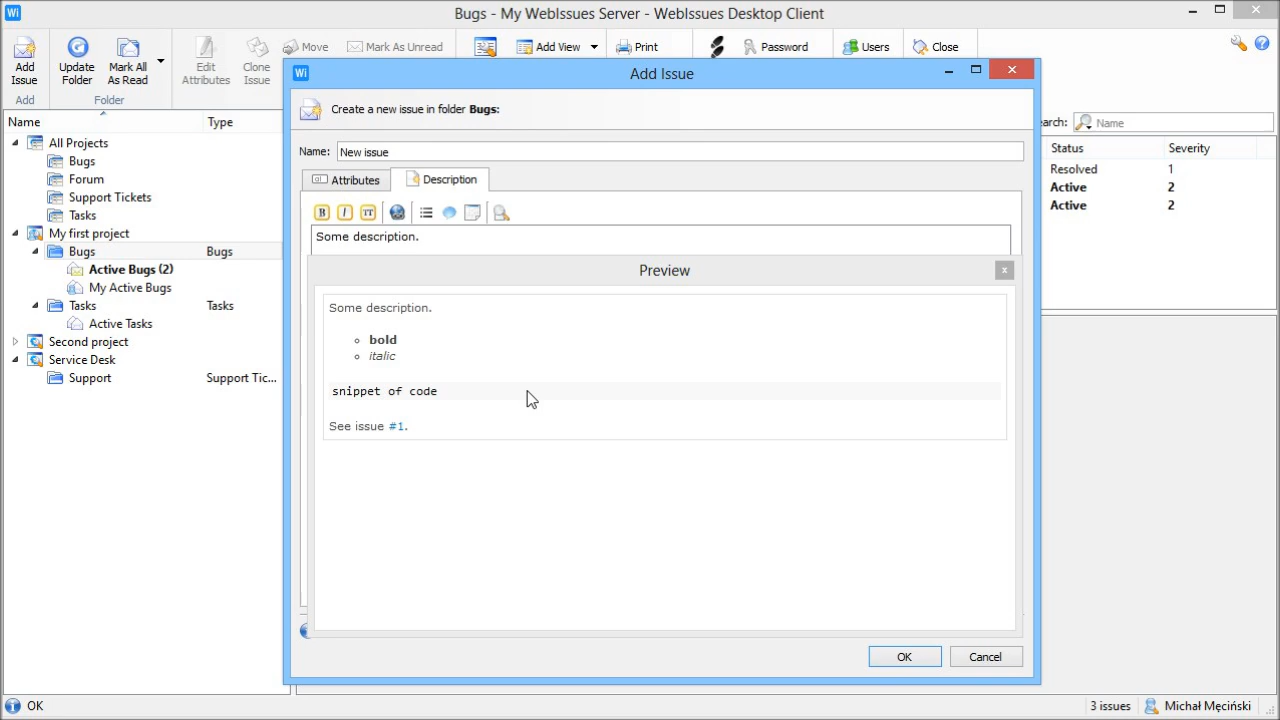 Wi
Bugs - My WebIssues Server - WebIssues Desktop Client
Add Issue
Update Folder
Mark All As Read
Edit Attributes
Clone Issue
Move
Mark As Unread
Add View
Print
Password
Users
Close
Add
Folder
Name
Type
All Projects
Bugs
Forum
Support Tickets
Tasks
My first project
Bugs
Bugs
Active Bugs (2)
My Active Bugs
Tasks
Tasks
Active Tasks
Second project
Service Desk
Support
Support Tic...
Wi
Add Issue
Create a new issue in folder Bugs:
Name:
New issue
Attributes
Description
B
I
TT
Some description.
Preview
x
Some description.
bold
italic
snippet of code
See issue #1.
OK
Cancel
earch:
Name
Status
Severity
Resolved
1
Active
2
Active
2
OK
3 issues
Michał Męciński